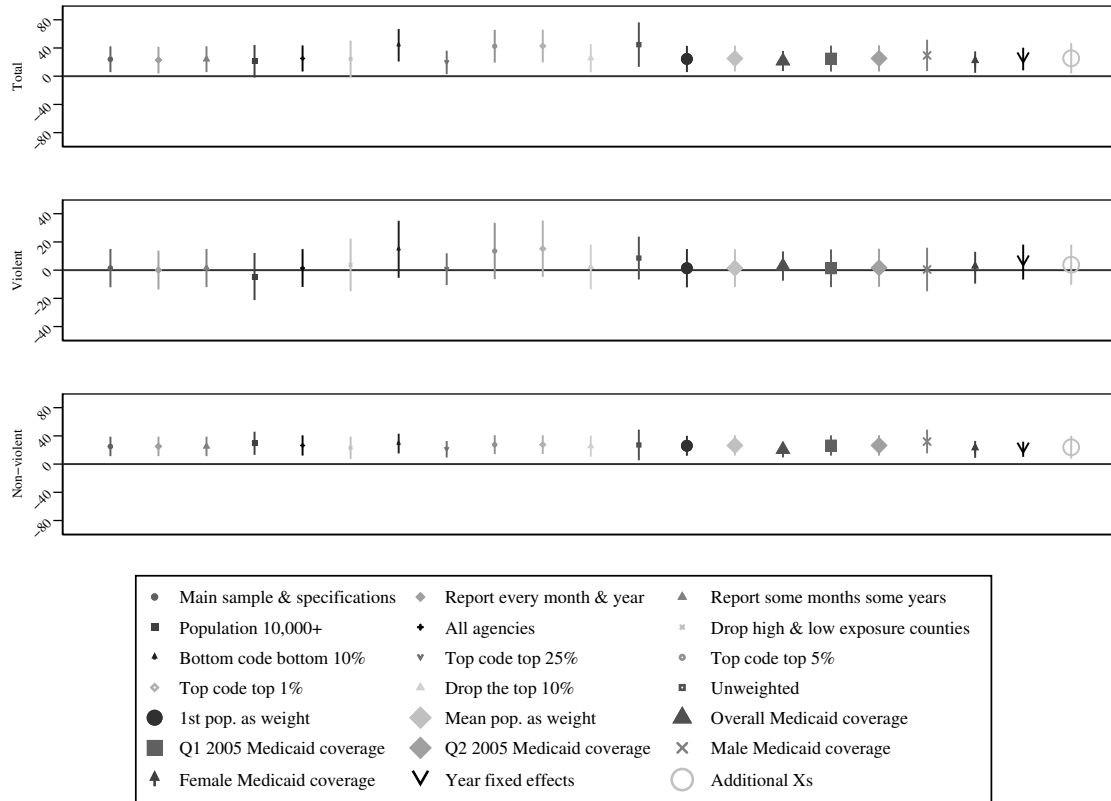 80
40
0
−40
−80
Total
40
20
0
−20
−40
Violent
80
40
0
−40
−80
Non−violent
Main sample & specifications Report every month & year Report some months some years
Population 10,000+ All agencies Drop high & low exposure counties
Bottom code bottom 10% Top code top 25% Top code top 5%
Top code top 1% Drop the top 10% Unweighted
1st pop. as weight Mean pop. as weight Overall Medicaid coverage
Q1 2005 Medicaid coverage Q2 2005 Medicaid coverage Male Medicaid coverage
Female Medicaid coverage Year fixed effects Additional Xs